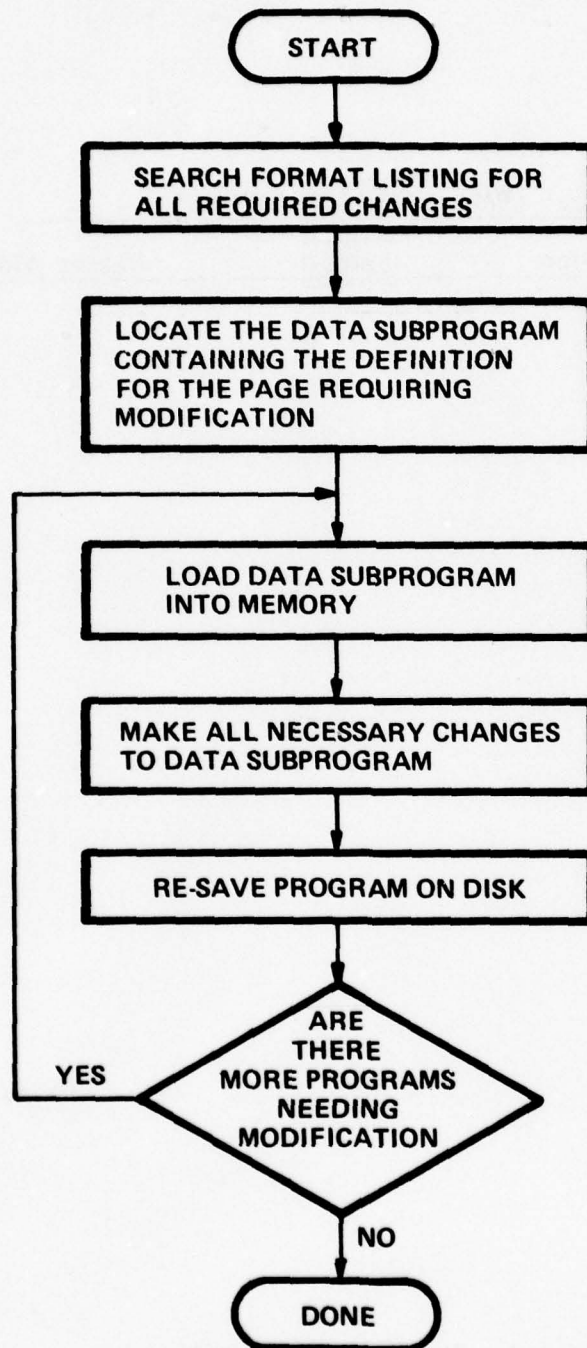 START
SEARCH FORMAT LISTING FOR
ALL REQUIRED CHANGES
LOCATE THE DATA SUBPROGRAM
CONTAINING THE DEFINITION
FOR THE PAGE REQUIRING
MODIFICATION
LOAD DATA SUBPROGRAM
INTO MEMORY
MAKE ALL NECESSARY CHANGES
TO DATA SUBPROGRAM
RE-SAVE PROGRAM ON DISK
ARE
THERE
MORE PROGRAMS
NEEDING
MODIFICATION
YES
NO
DONE